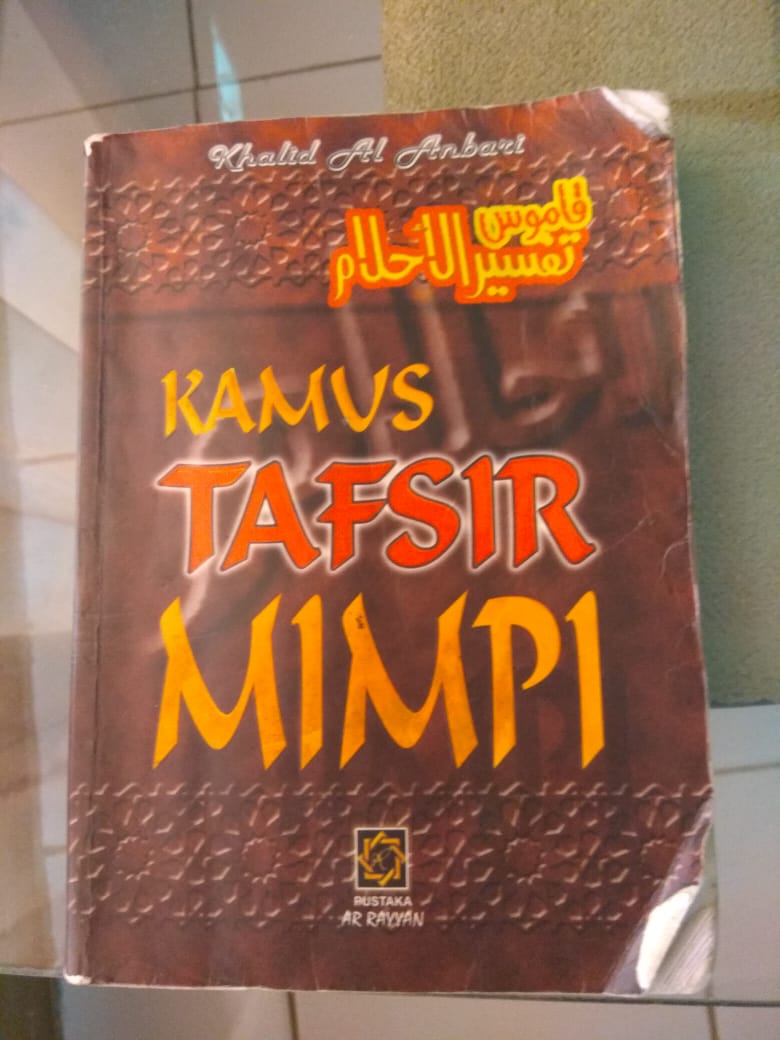 Khalid Al Anbari
قاموس
تفسير الأحلام
KAMUS
TAFSIR
MIMPI
PUSTAKA
AR RAYYAN